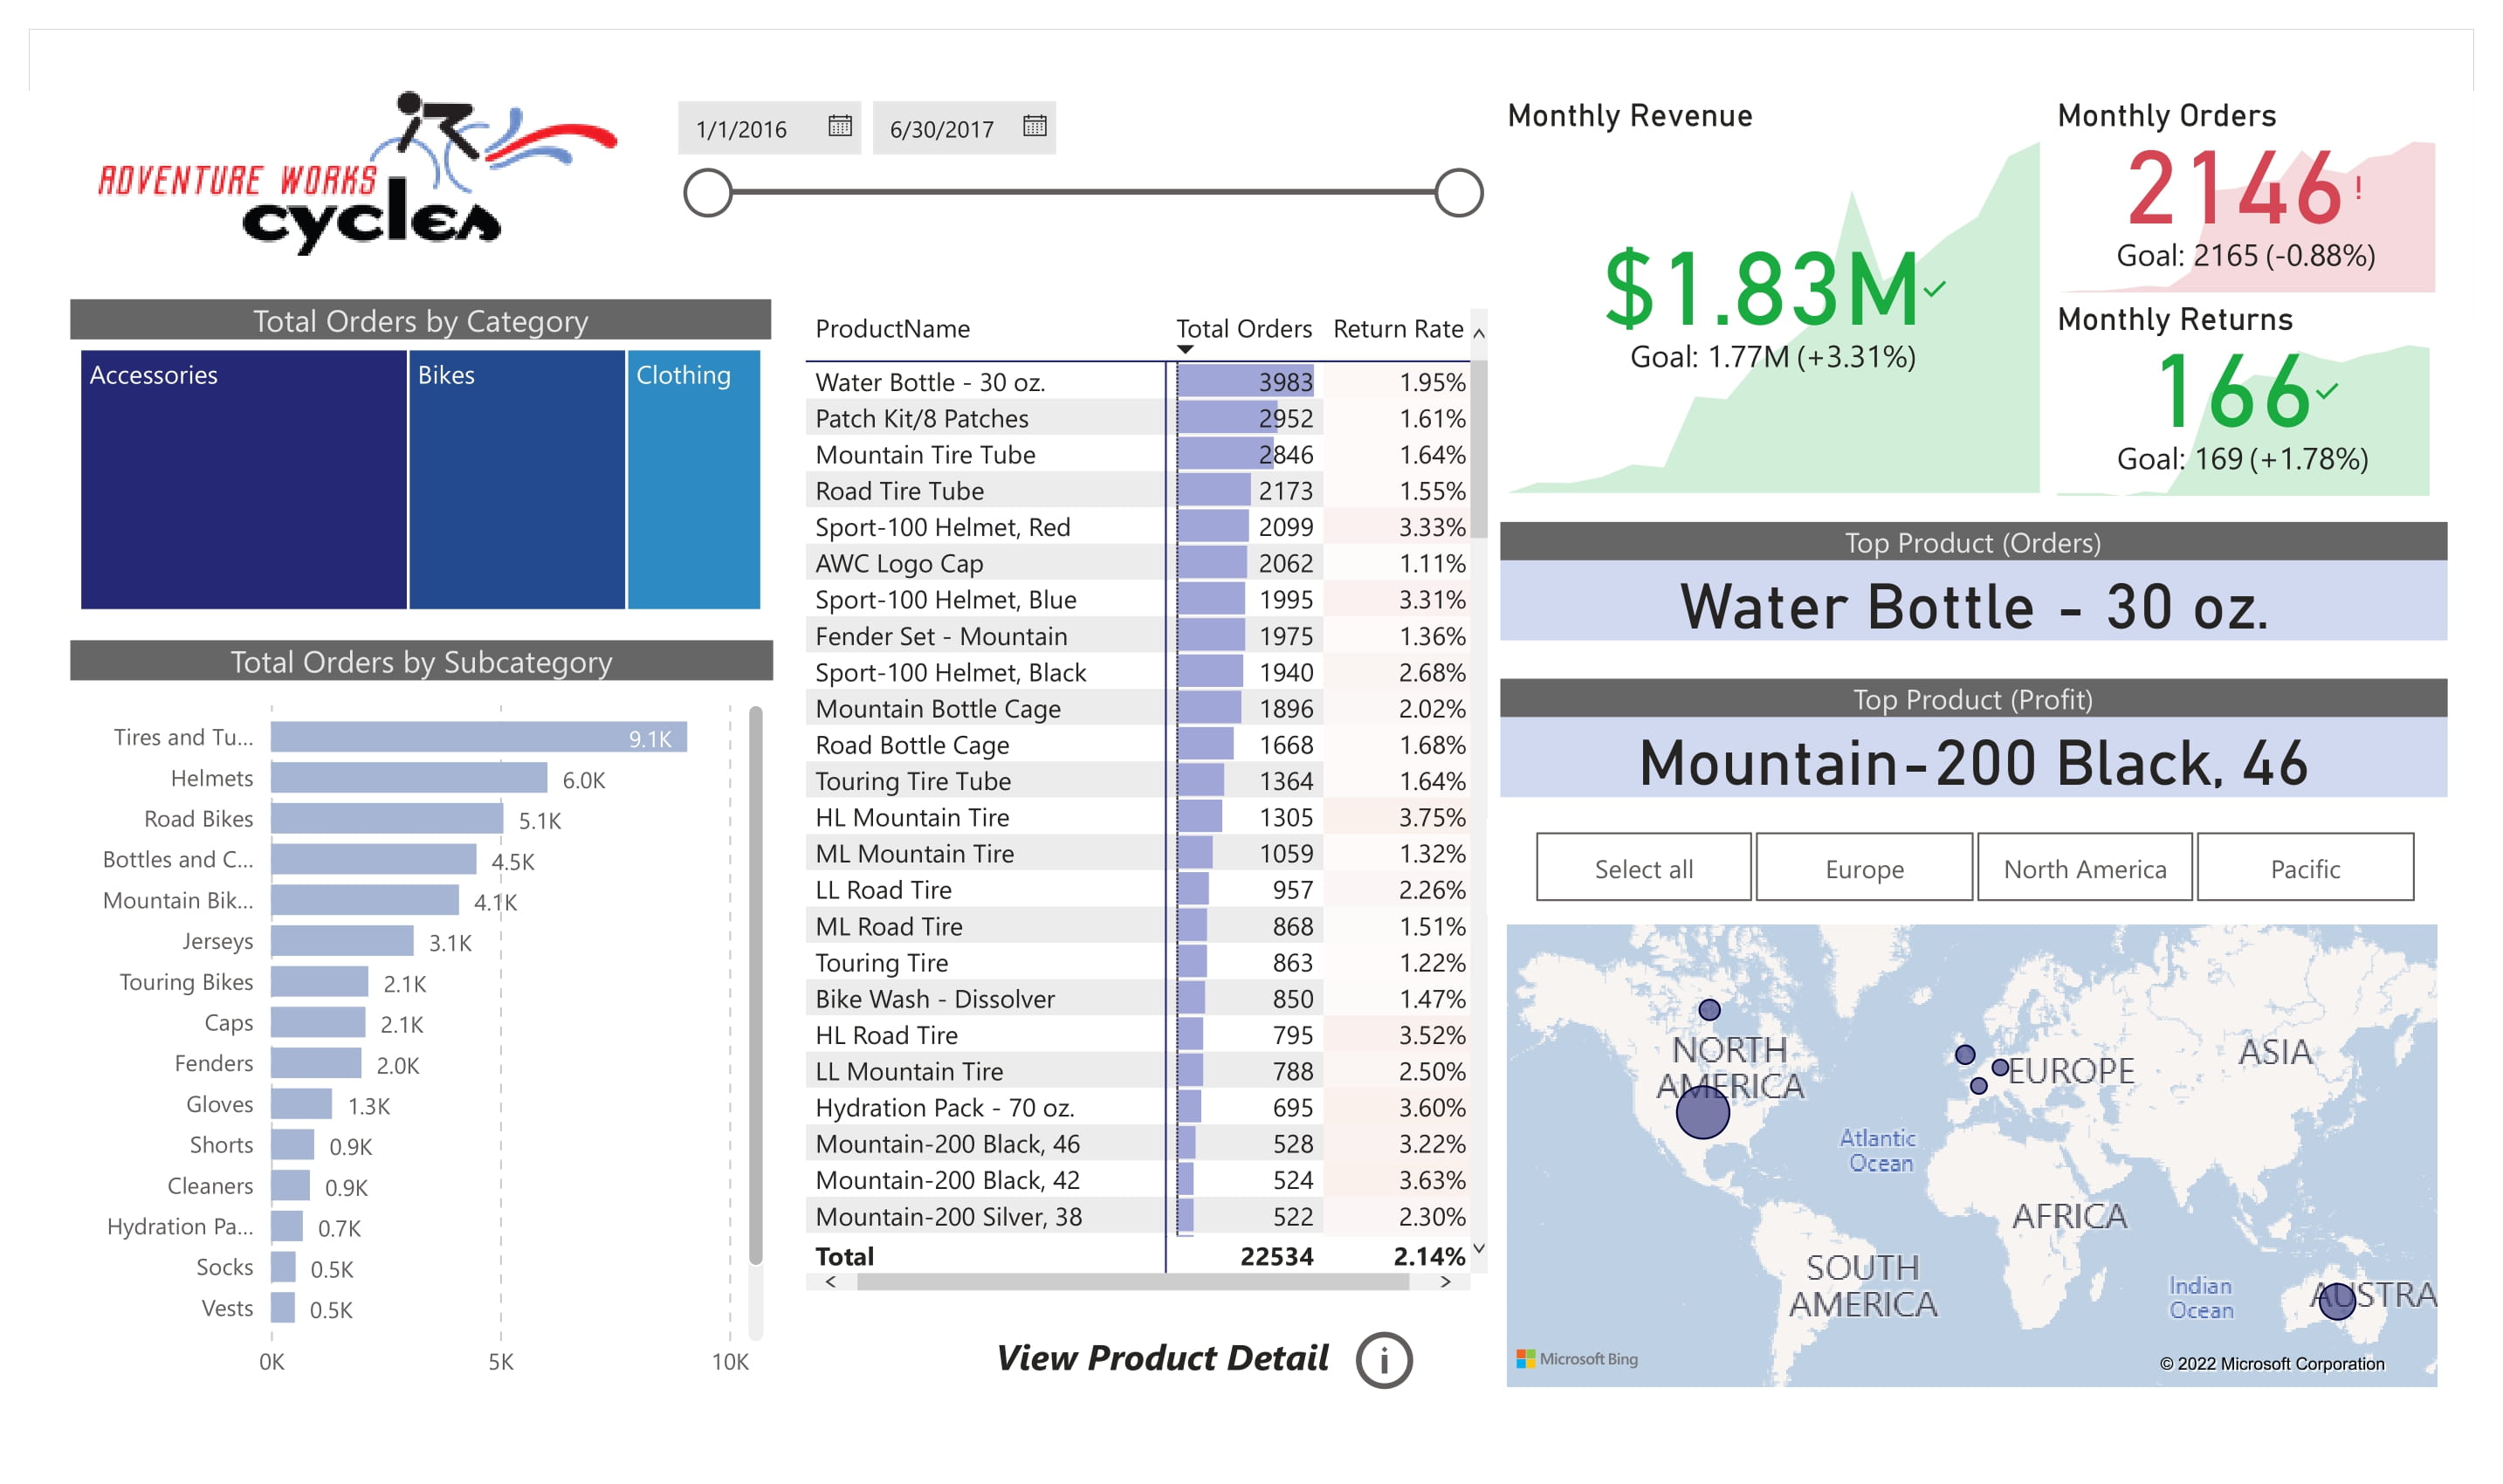 ADVENTURE WORKS
cycles
1/1/2016
6/30/2017
Total Orders by Category
Accessories
Bikes
Clothing
Total Orders by Subcategory
Tires and Tu... 9.1K
Helmets 6.0K
Road Bikes 5.1K
Bottles and C... 4.5K
Mountain Bik... 4.1K
Jerseys 3.1K
Touring Bikes 2.1K
Caps 2.1K
Fenders 2.0K
Gloves 1.3K
Shorts 0.9K
Cleaners 0.9K
Hydration Pa... 0.7K
Socks 0.5K
Vests 0.5K
0K 5K 10K
ProductName Total Orders Return Rate
Water Bottle - 30 oz. 3983 1.95%
Patch Kit/8 Patches 2952 1.61%
Mountain Tire Tube 2846 1.64%
Road Tire Tube 2173 1.55%
Sport-100 Helmet, Red 2099 3.33%
AWC Logo Cap 2062 1.11%
Sport-100 Helmet, Blue 1995 3.31%
Fender Set - Mountain 1975 1.36%
Sport-100 Helmet, Black 1940 2.68%
Mountain Bottle Cage 1896 2.02%
Road Bottle Cage 1668 1.68%
Touring Tire Tube 1364 1.64%
HL Mountain Tire 1305 3.75%
ML Mountain Tire 1059 1.32%
LL Road Tire 957 2.26%
ML Road Tire 868 1.51%
Touring Tire 863 1.22%
Bike Wash - Dissolver 850 1.47%
HL Road Tire 795 3.52%
LL Mountain Tire 788 2.50%
Hydration Pack - 70 oz. 695 3.60%
Mountain-200 Black, 46 528 3.22%
Mountain-200 Black, 42 524 3.63%
Mountain-200 Silver, 38 522 2.30%
Total 22534 2.14%
View Product Detail
i
Monthly Revenue
$1.83M
Goal: 1.77M (+3.31%)
Monthly Orders
2146!
Goal: 2165 (-0.88%)
Monthly Returns
166
Goal: 169 (+1.78%)
Top Product (Orders)
Water Bottle - 30 oz.
Top Product (Profit)
Mountain-200 Black, 46
Select all
Europe
North America
Pacific
NORTH
AMERICA
EUROPE
ASIA
Atlantic
Ocean
AFRICA
SOUTH
AMERICA
Indian
Ocean
AUSTRA
Microsoft Bing
© 2022 Microsoft Corporation